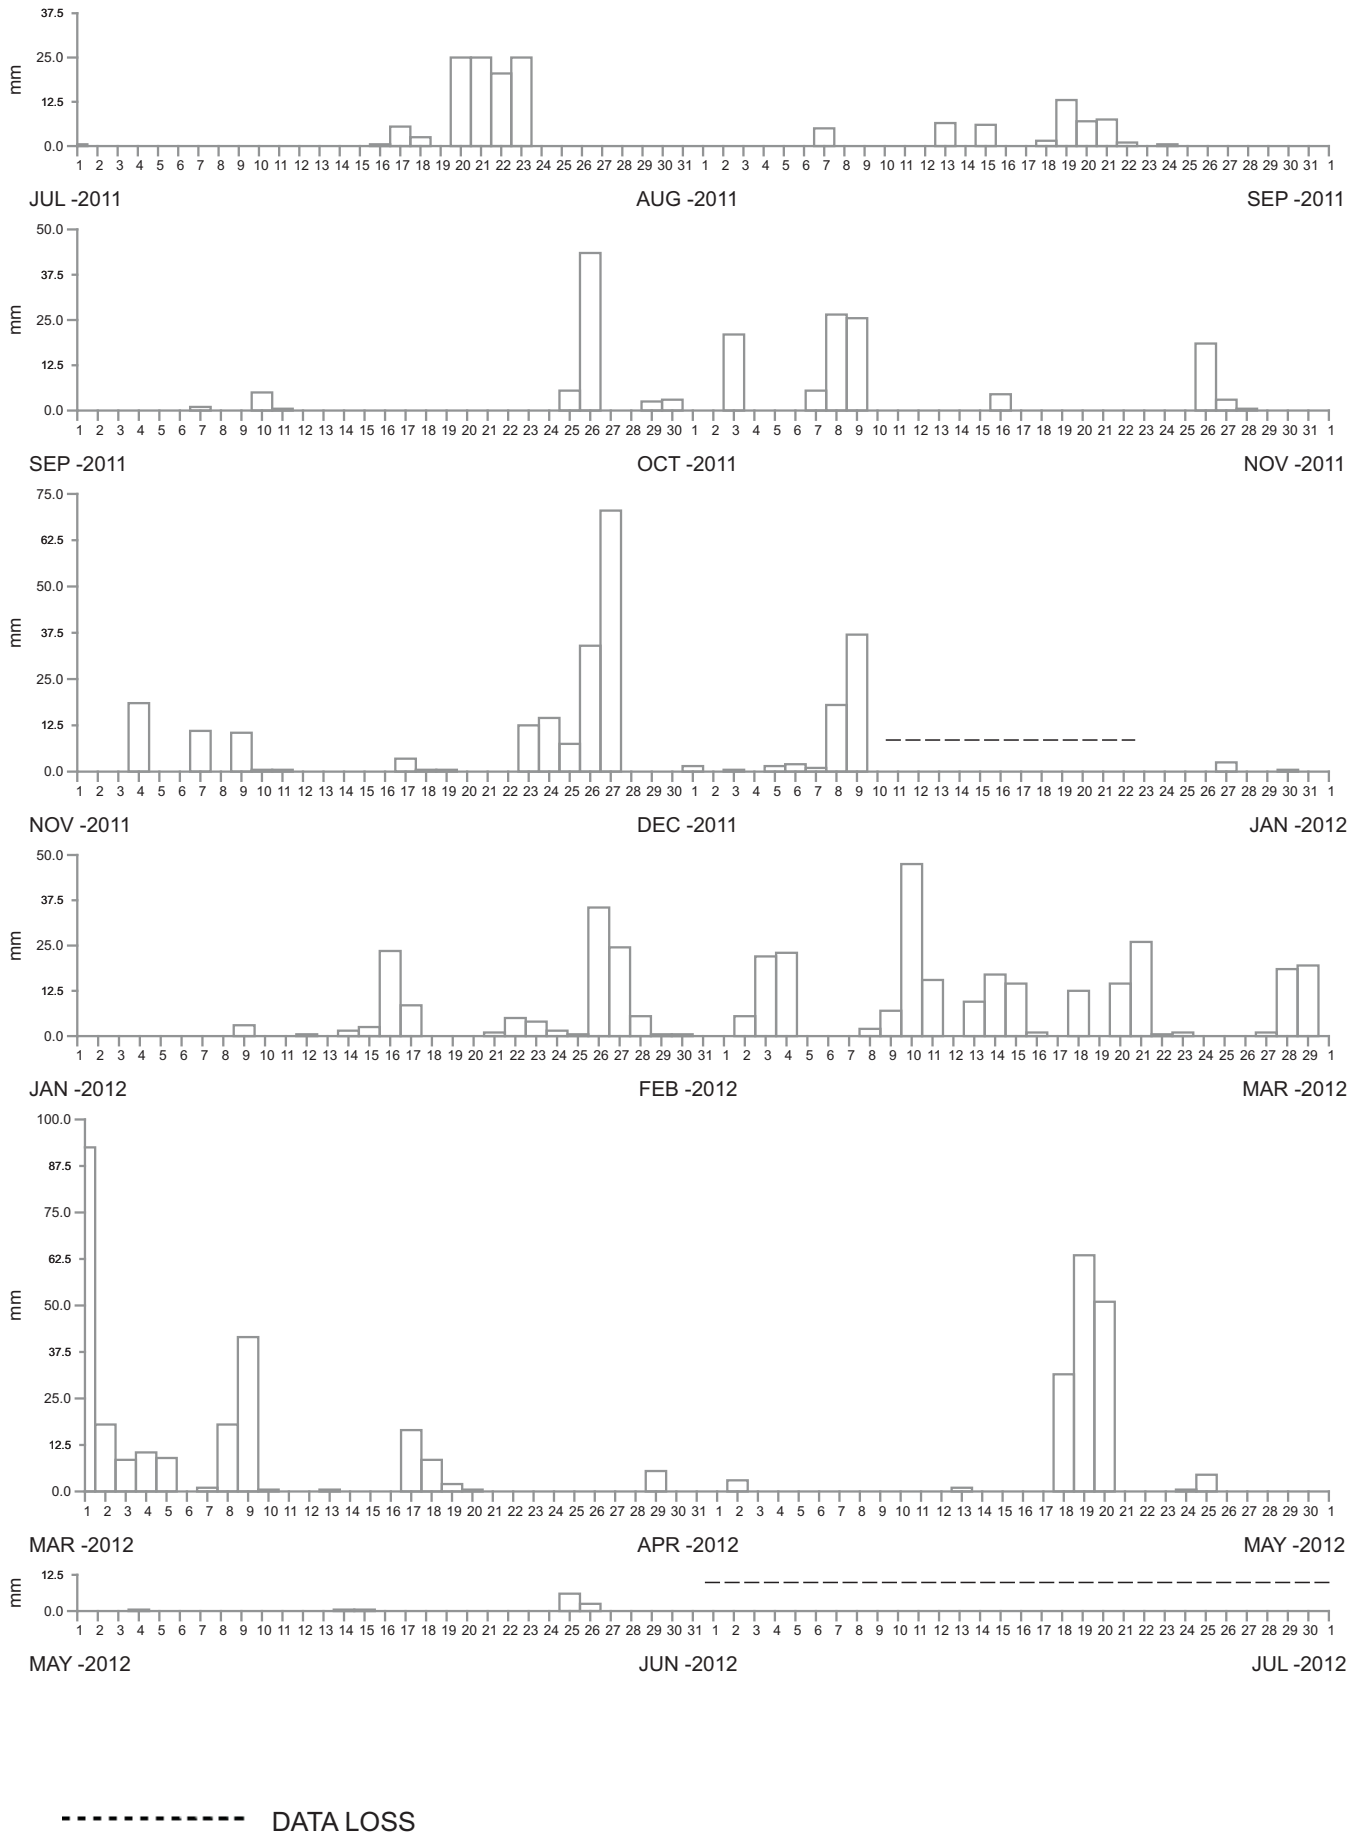 37.5
25.0
12.5
0.0
mm
1 2 3 4 5 6 7 8 9 10 11 12 13 14 15 16 17 18 19 20 21 22 23 24 25 26 27 28 29 30 31 1 2 3 4 5 6 7 8 9 10 11 12 13 14 15 16 17 18 19 20 21 22 23 24 25 26 27 28 29 30 31 1
JUL -2011 AUG -2011 SEP -2011
50.0
37.5
25.0
12.5
0.0
mm
1 2 3 4 5 6 7 8 9 10 11 12 13 14 15 16 17 18 19 20 21 22 23 24 25 26 27 28 29 30 1 2 3 4 5 6 7 8 9 10 11 12 13 14 15 16 17 18 19 20 21 22 23 24 25 26 27 28 29 30 31 1
SEP -2011 OCT -2011 NOV -2011
75.0
62.5
50.0
37.5
25.0
12.5
0.0
mm
1 2 3 4 5 6 7 8 9 10 11 12 13 14 15 16 17 18 19 20 21 22 23 24 25 26 27 28 29 30 1 2 3 4 5 6 7 8 9 10 11 12 13 14 15 16 17 18 19 20 21 22 23 24 25 26 27 28 29 30 31 1
NOV -2011 DEC -2011 JAN -2012
50.0
37.5
25.0
12.5
0.0
mm
1 2 3 4 5 6 7 8 9 10 11 12 13 14 15 16 17 18 19 20 21 22 23 24 25 26 27 28 29 30 31 1 2 3 4 5 6 7 8 9 10 11 12 13 14 15 16 17 18 19 20 21 22 23 24 25 26 27 28 29 1
JAN -2012 FEB -2012 MAR -2012
100.0
87.5
75.0
62.5
50.0
37.5
25.0
12.5
0.0
mm
1 2 3 4 5 6 7 8 9 10 11 12 13 14 15 16 17 18 19 20 21 22 23 24 25 26 27 28 29 30 31 1 2 3 4 5 6 7 8 9 10 11 12 13 14 15 16 17 18 19 20 21 22 23 24 25 26 27 28 29 30 1
MAR -2012 APR -2012 MAY -2012
12.5
0.0
mm
1 2 3 4 5 6 7 8 9 10 11 12 13 14 15 16 17 18 19 20 21 22 23 24 25 26 27 28 29 30 31 1 2 3 4 5 6 7 8 9 10 11 12 13 14 15 16 17 18 19 20 21 22 23 24 25 26 27 28 29 30 1
MAY -2012 JUN -2012 JUL -2012
DATA LOSS